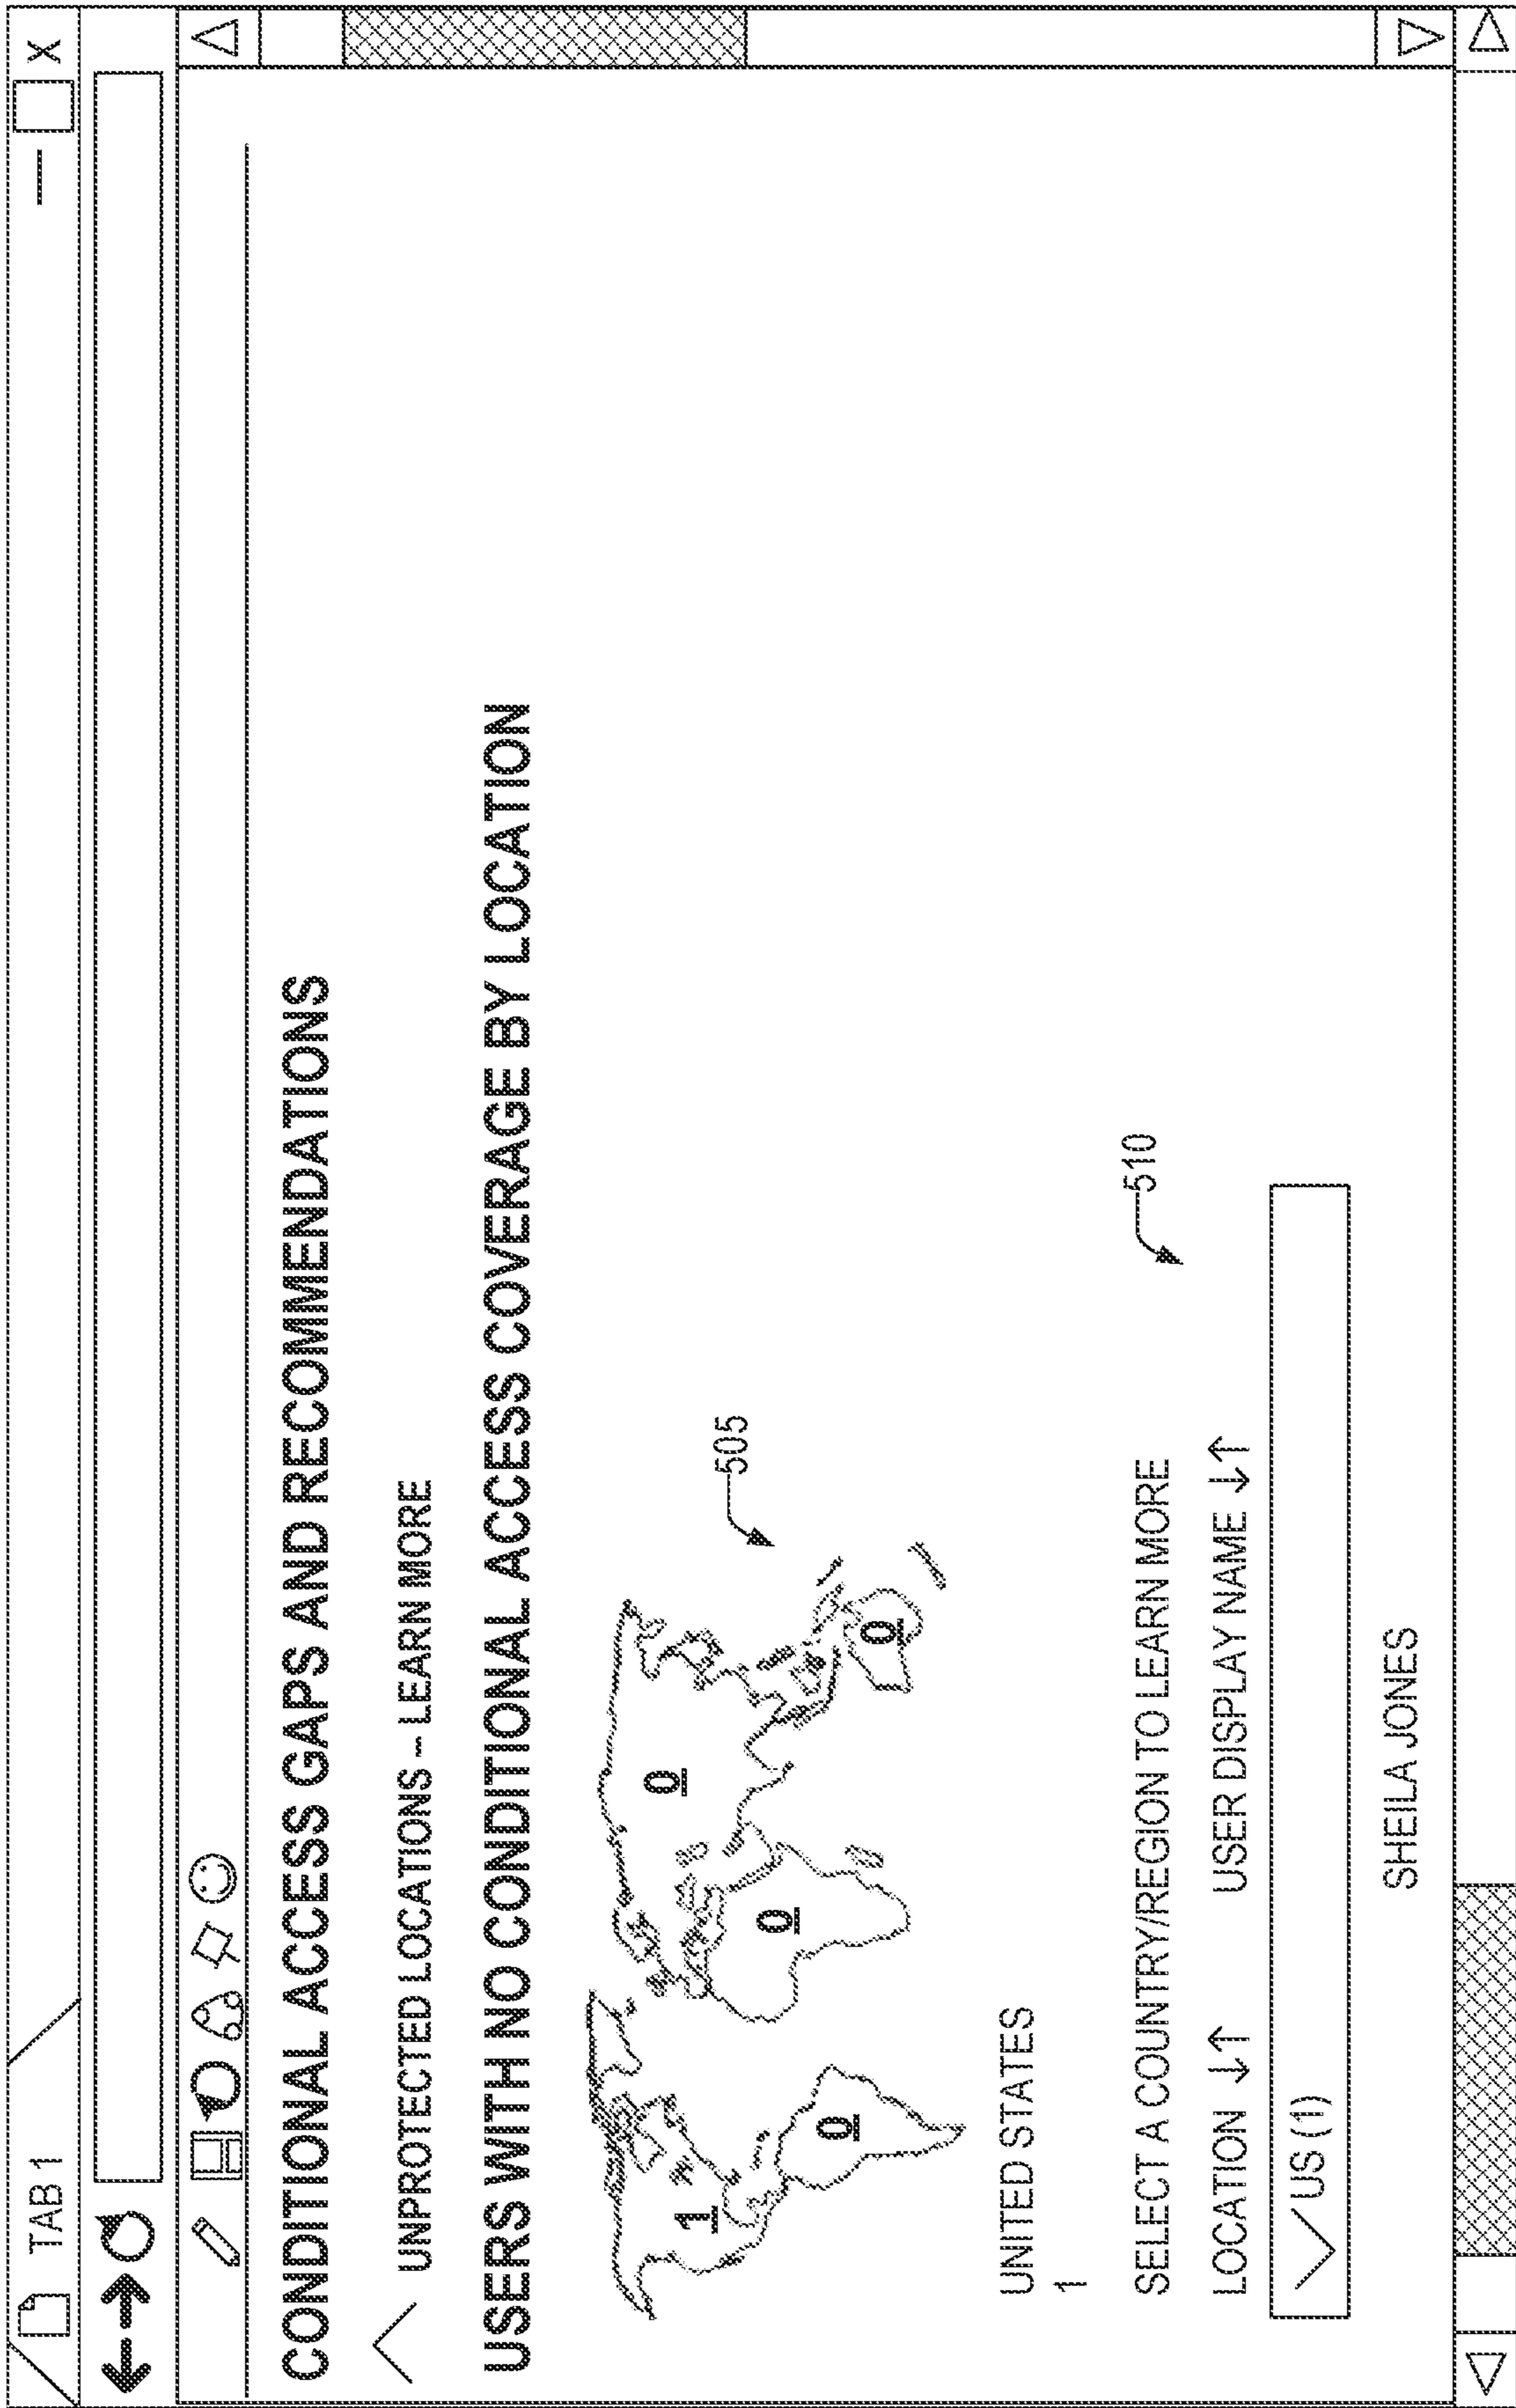 TAB 1
X
CONDITIONAL ACCESS GAPS AND RECOMMENDATIONS
UNPROTECTED LOCATIONS – LEARN MORE
USERS WITH NO CONDITIONAL ACCESS COVERAGE BY LOCATION
505
1
0
0
0
0
UNITED STATES
1
510
SELECT A COUNTRY/REGION TO LEARN MORE
LOCATION ↓↑ USER DISPLAY NAME ↓↑
US (1)
SHEILA JONES